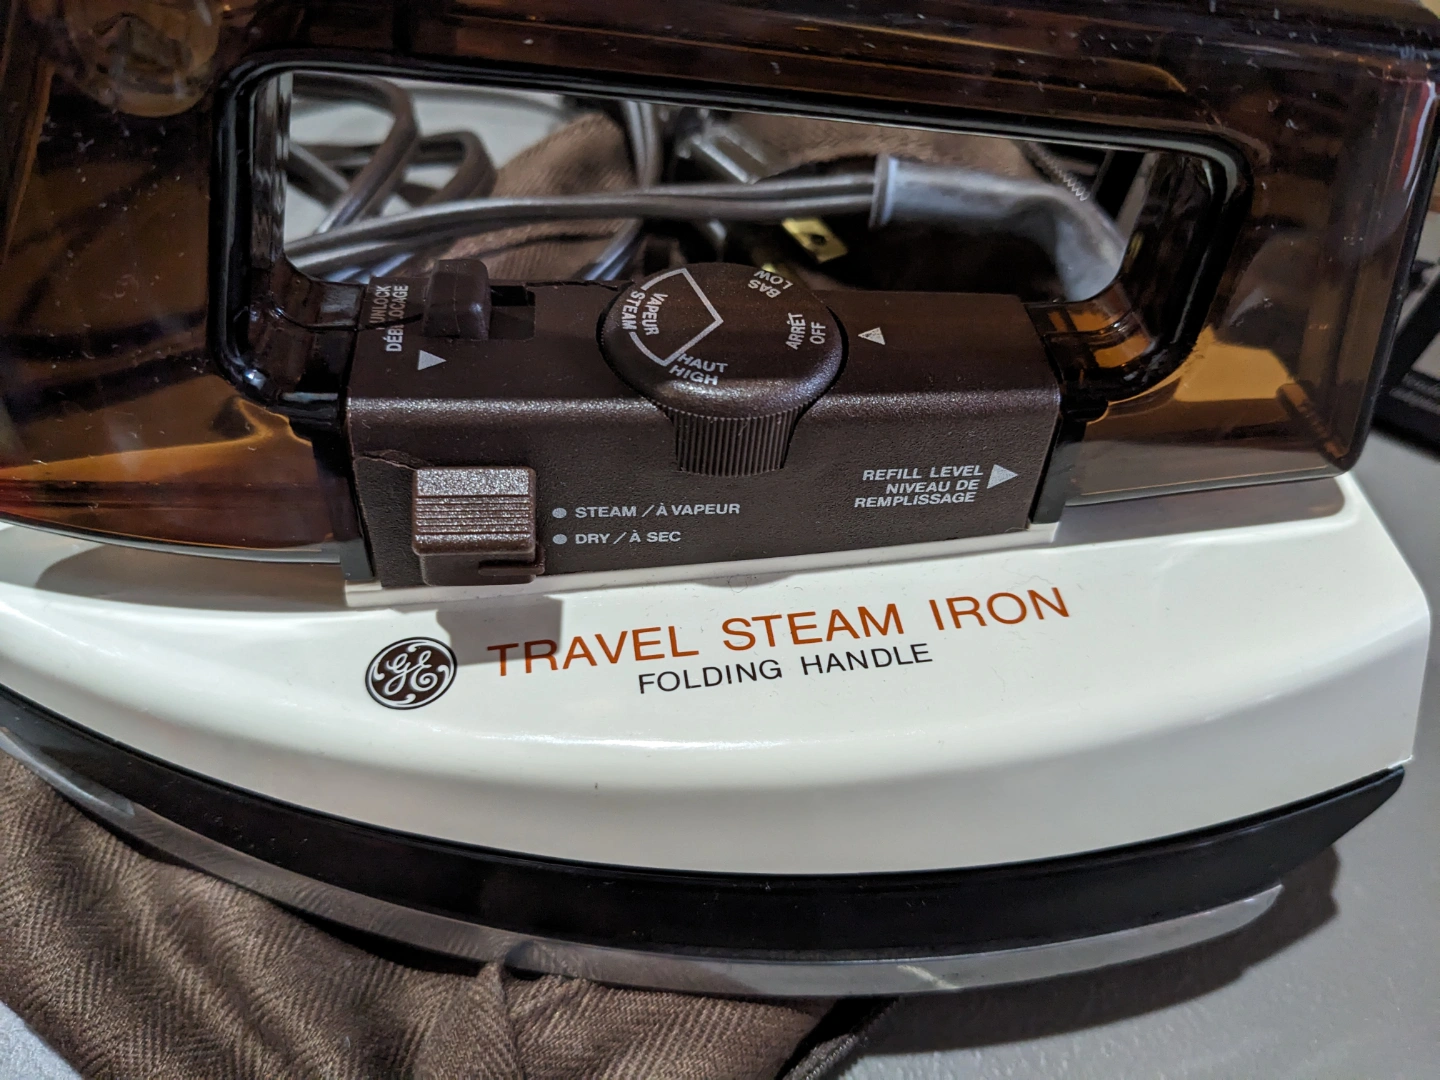 UNLOCK
DÉBLOCAGE
VAPEUR
STEAM
BAS
LOW
ARRÊT
OFF
HAUT
HIGH
STEAM / À VAPEUR
DRY / À SEC
REFILL LEVEL
NIVEAU DE
REMPLISSAGE
GE
TRAVEL STEAM IRON
FOLDING HANDLE